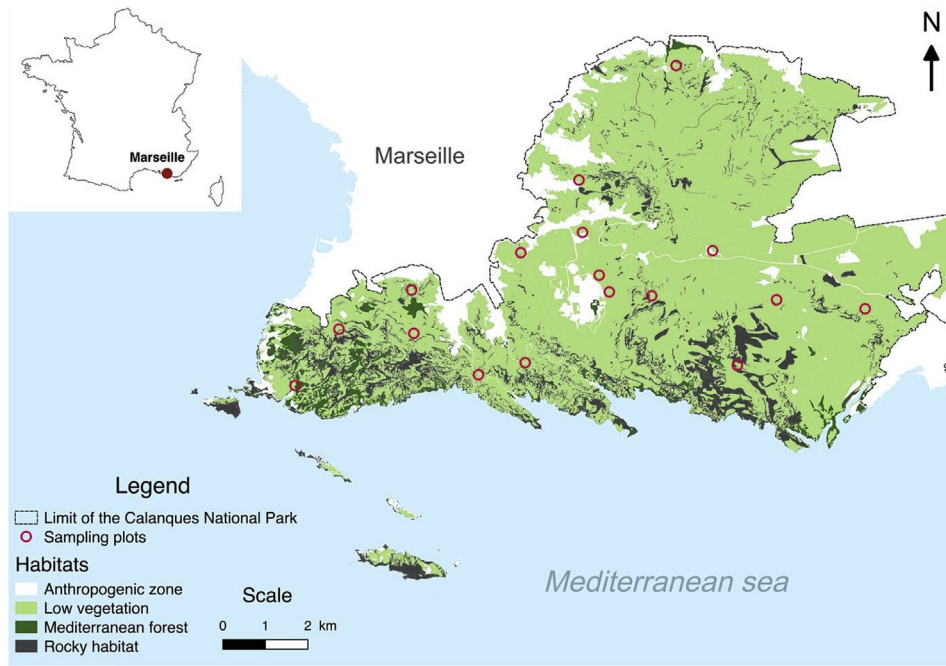 Marseille
N
Marseille
Legend
Limit of the Calanques National Park
Sampling plots
Habitats
Anthropogenic zone
Low vegetation
Mediterranean forest
Rocky habitat
Scale
0 1 2 km
Mediterranean sea